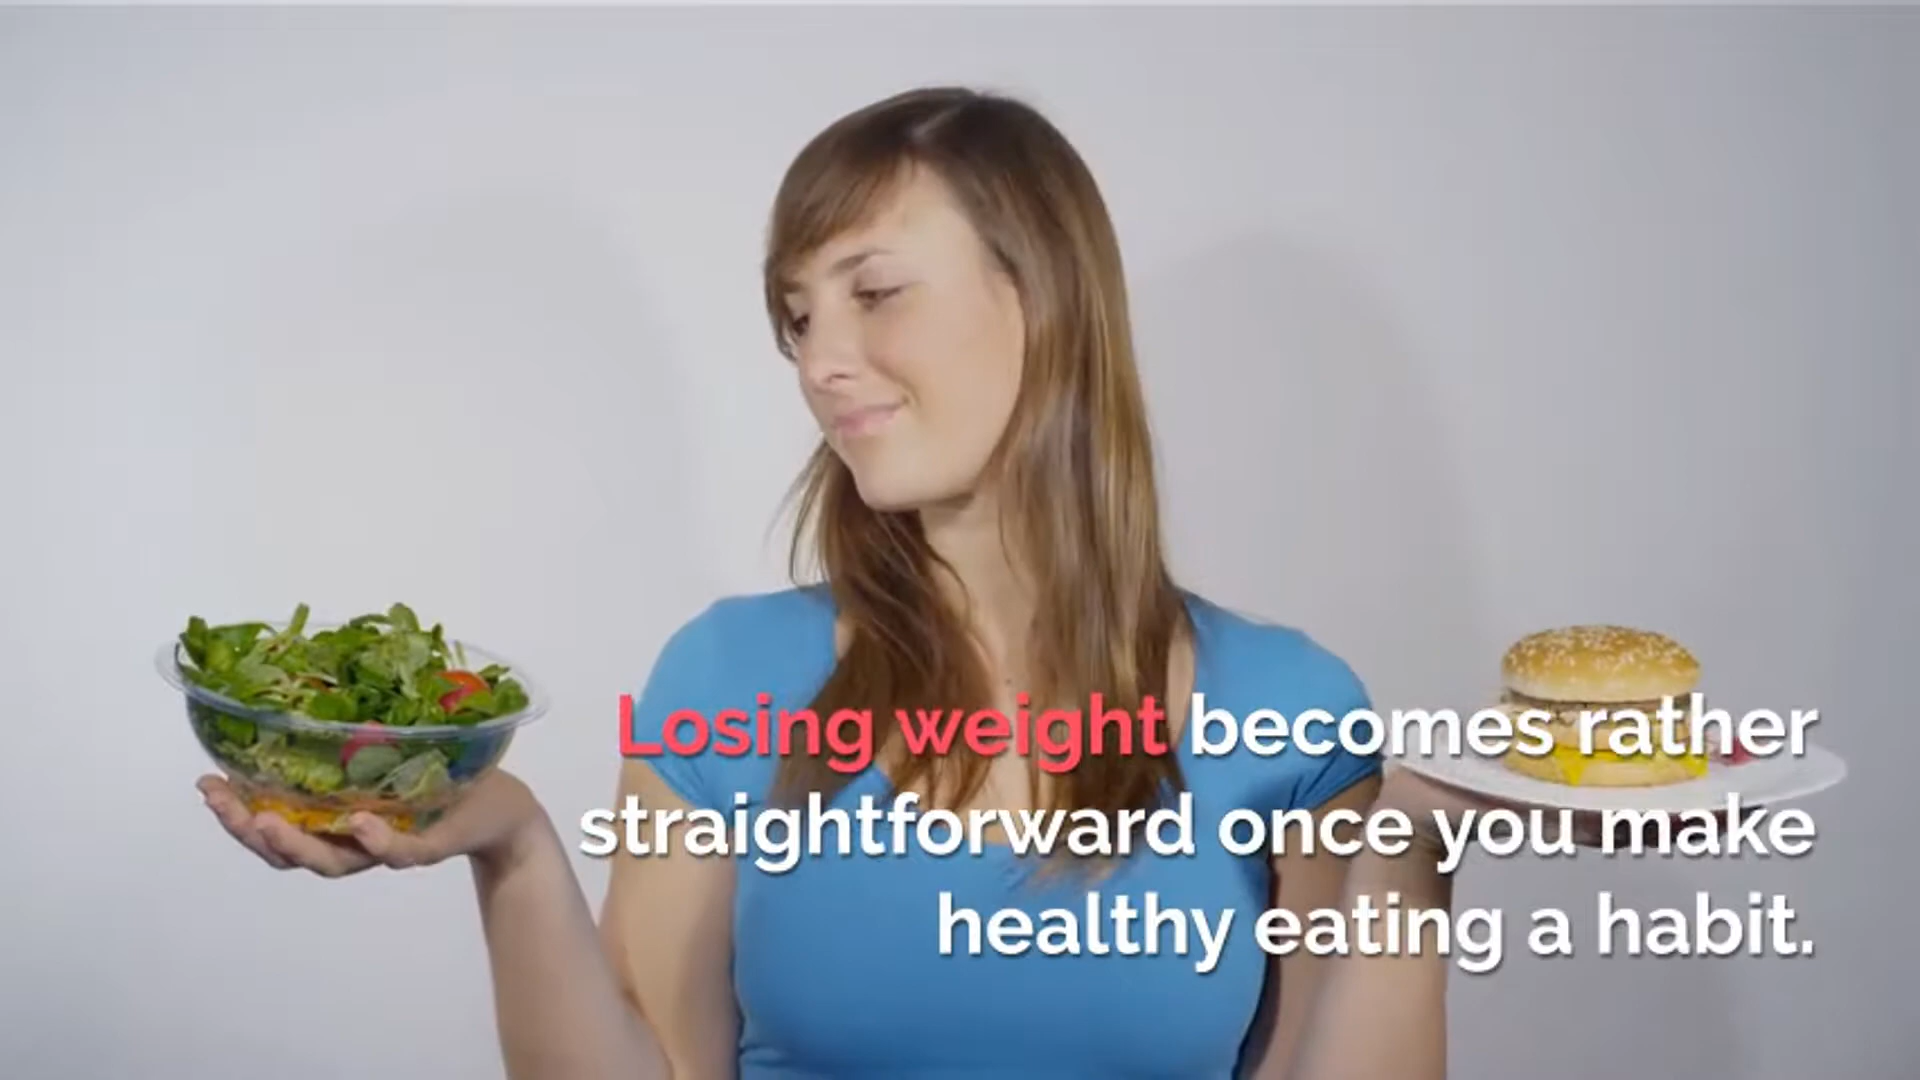 Losing weight becomes rather
straightforward once you make
healthy eating a habit.